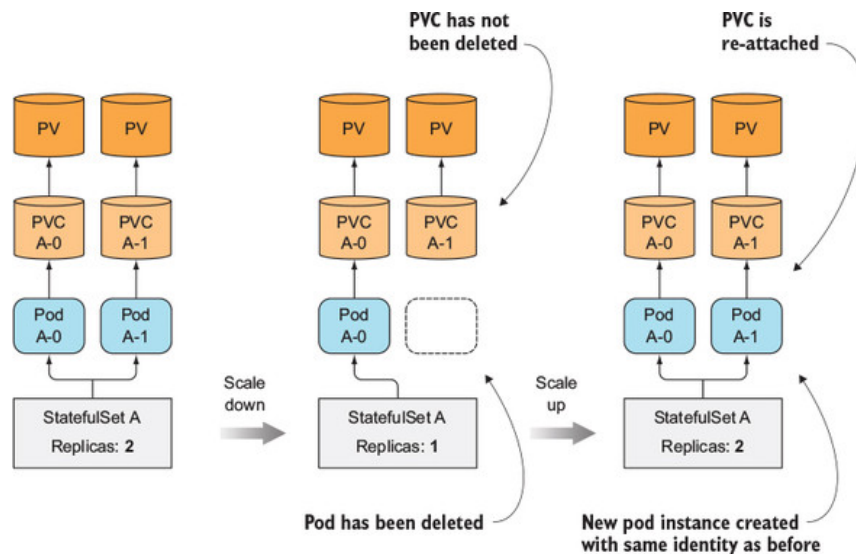 PVC has not
been deleted
PVC is
re-attached
PV
PV
PVC
A-0
PVC
A-1
Pod
A-0
Pod
A-1
StatefulSet A
Replicas: 2
Scale
down
PV
PV
PVC
A-0
PVC
A-1
Pod
A-0
StatefulSet A
Replicas: 1
Scale
up
PV
PV
PVC
A-0
PVC
A-1
Pod
A-0
Pod
A-1
StatefulSet A
Replicas: 2
Pod has been deleted
New pod instance created
with same identity as before